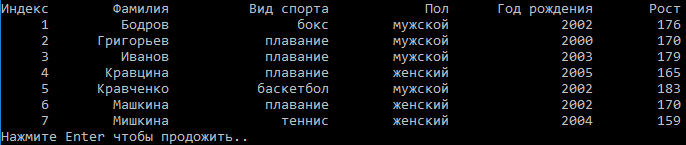 Индекс Фамилия Вид спорта Пол Год рождения Рост
1 Бодров бокс мужской 2002 176
2 Григорьев плавание мужской 2000 170
3 Иванов плавание мужской 2003 179
4 Кравцина плавание женский 2005 165
5 Кравченко баскетбол мужской 2002 183
6 Машкина плавание женский 2002 170
7 Мишкина теннис женский 2004 159
Нажмите Enter чтобы продожить..